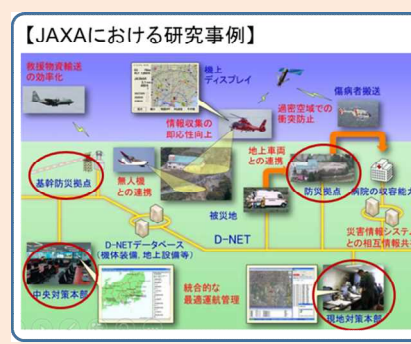 【JAXAにおける研究事例】
救援物資輸送
の効率化
機上
ディスプレイ
傷病者搬送
過密空域での
衝突防止
情報収集の
即応性向上
地上車両
との連携
基幹防災拠点
無人機
との連携
防災拠点
病院の収容能力
被災地
災害情報システム
との相互情報共
D-NETデータベース
(機体装備、地上設備等)
D-NET
中央対策本部
統合的な
最適運航管理
現地対策本部